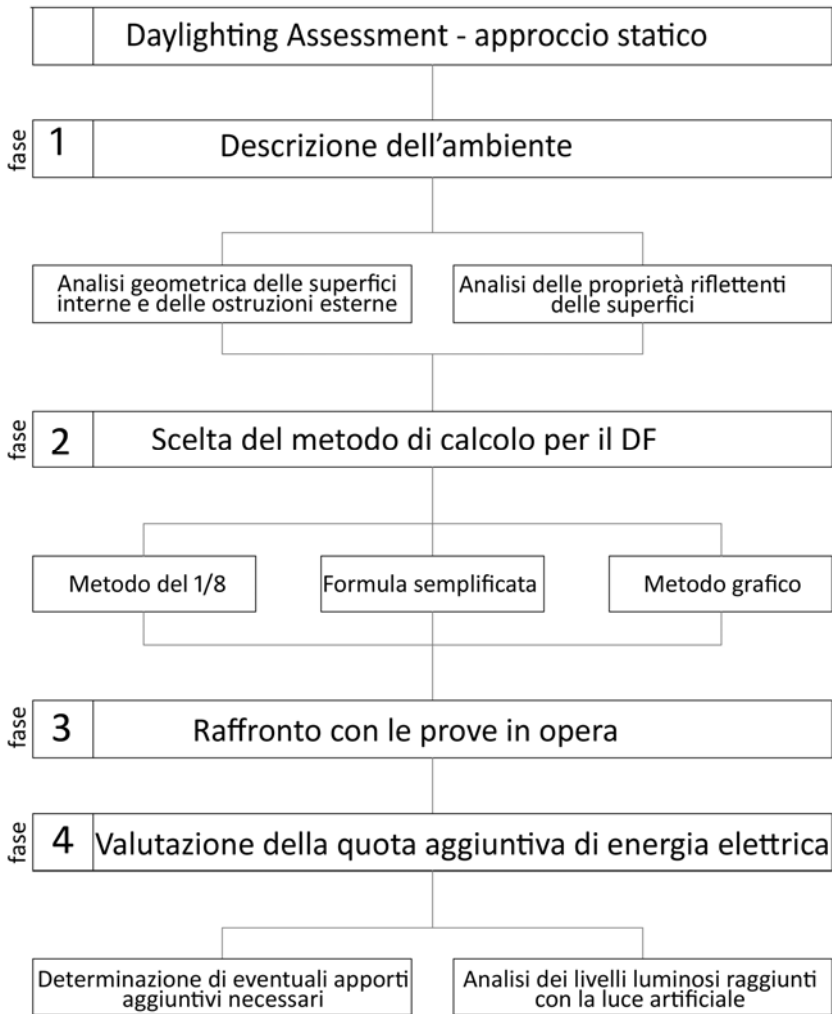 Daylighting Assessment - approccio statico
fase
1
Descrizione dell'ambiente
Analisi geometrica delle superfici
interne e delle ostruzioni esterne
Analisi delle proprietà riflettenti
delle superfici
fase
2
Scelta del metodo di calcolo per il DF
Metodo del 1/8
Formula semplificata
Metodo grafico
fase
3
Raffronto con le prove in opera
fase
4
Valutazione della quota aggiuntiva di energia elettrica
Determinazione di eventuali apporti
aggiuntivi necessari
Analisi dei livelli luminosi raggiunti
con la luce artificiale